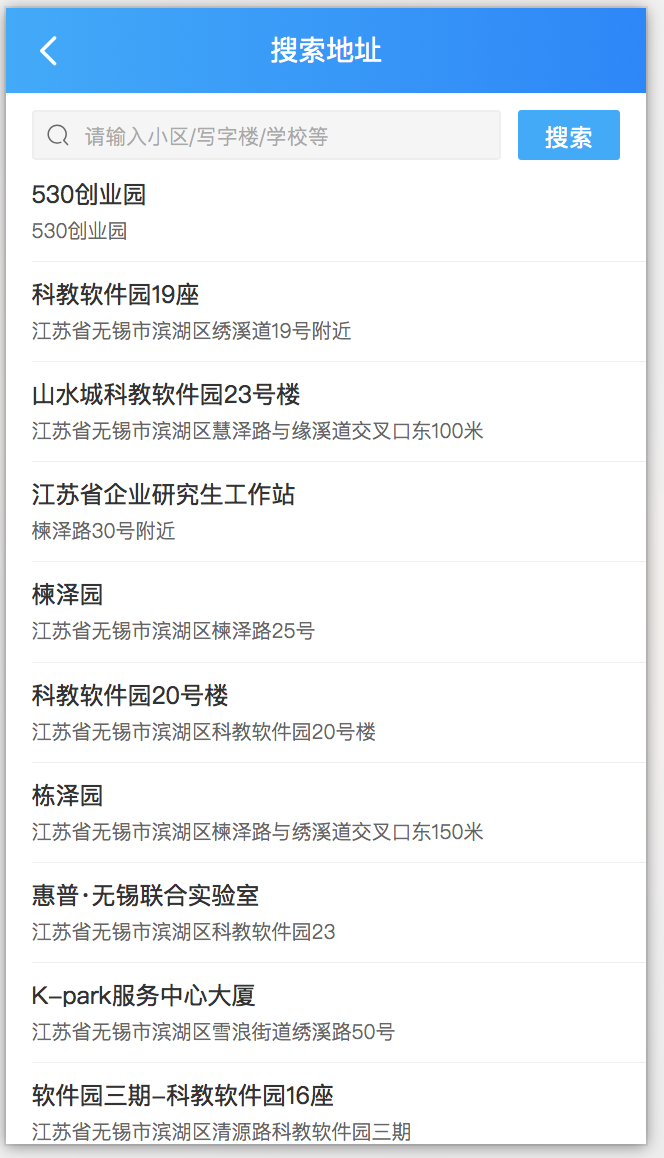 搜索地址
请输入小区/写字楼/学校等
搜索
530创业园
530创业园
科教软件园19座
江苏省无锡市滨湖区绣溪道19号附近
山水城科教软件园23号楼
江苏省无锡市滨湖区慧泽路与缘溪道交叉口东100米
江苏省企业研究生工作站
楝泽路30号附近
楝泽园
江苏省无锡市滨湖区楝泽路25号
科教软件园20号楼
江苏省无锡市滨湖区科教软件园20号楼
栋泽园
江苏省无锡市滨湖区楝泽路与绣溪道交叉口东150米
惠普·无锡联合实验室
江苏省无锡市滨湖区科教软件园23
K-park服务中心大厦
江苏省无锡市滨湖区雪浪街道绣溪路50号
软件园三期-科教软件园16座
江苏省无锡市滨湖区清源路科教软件园三期